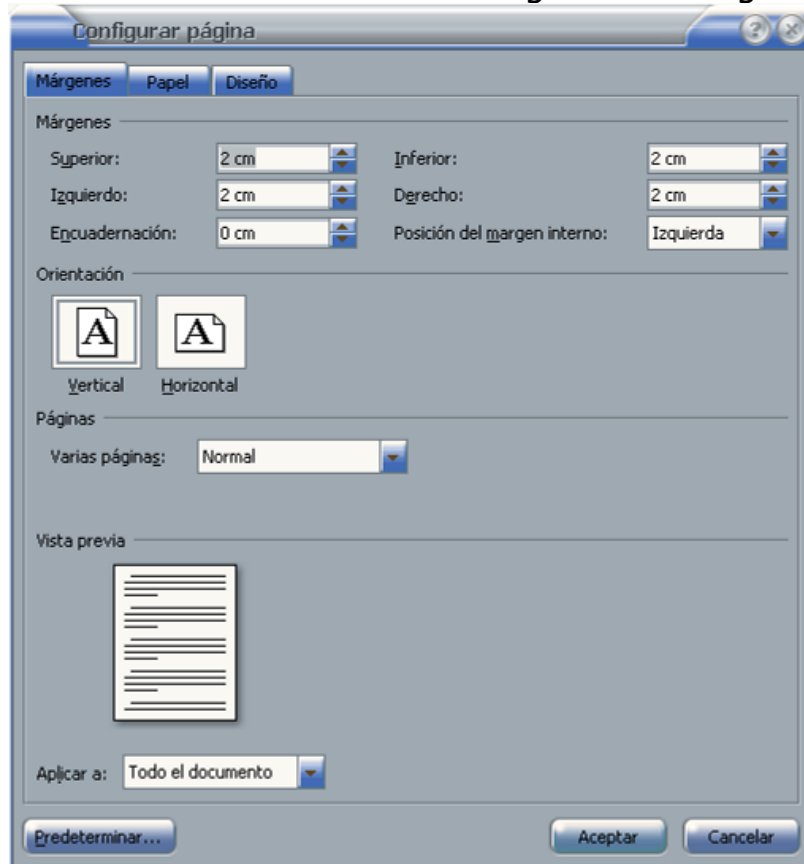 Configurar página
Márgenes Papel Diseño
Márgenes
Superior: 2 cm Inferior: 2 cm
Izquierdo: 2 cm Derecho: 2 cm
Encuadernación: 0 cm Posición del margen interno: Izquierda
Orientación
A A
Vertical Horizontal
Páginas
Varias páginas: Normal
Vista previa
Aplicar a: Todo el documento
Predeterminar... Aceptar Cancelar